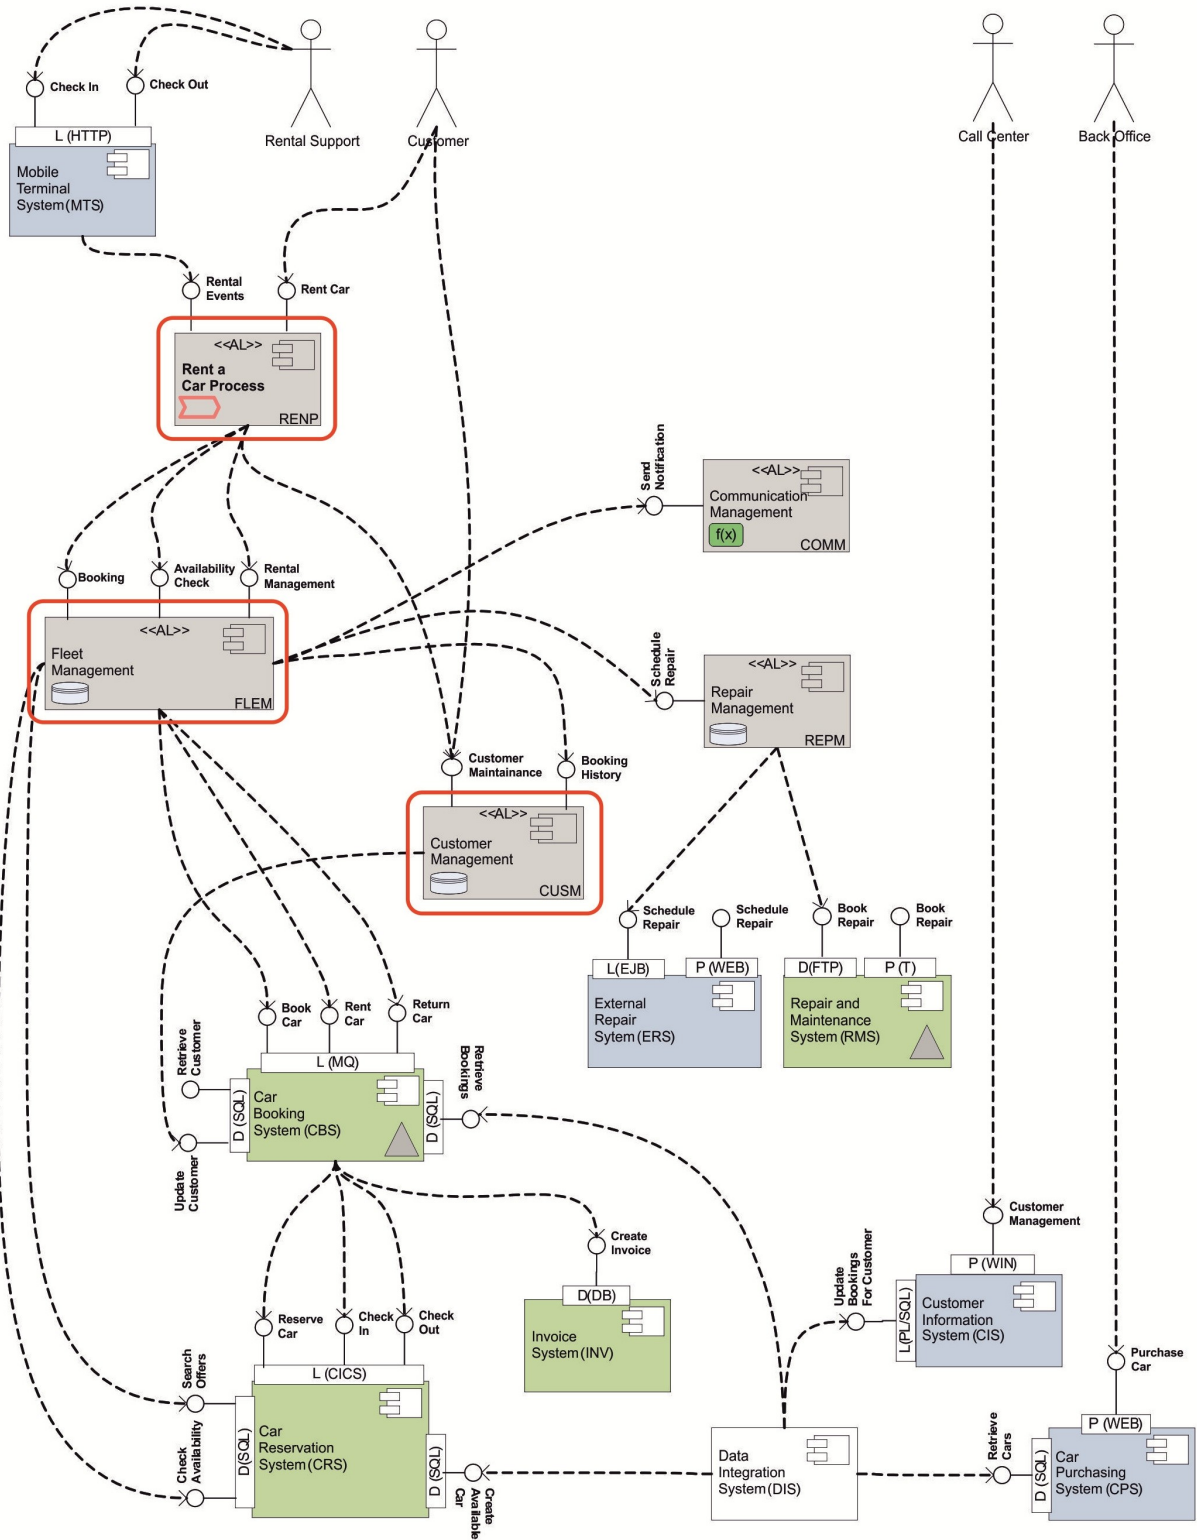 Check In
Check Out
L (HTTP)
Mobile
Terminal
System (MTS)
Rental Support
Customer
Call Center
Back Office
Rental
Events
Rent Car
<<AL>>
Rent a
Car Process
RENP
Send
Notification
<<AL>>
Communication
Management
f(x)
COMM
Booking
Availability
Check
Rental
Management
<<AL>>
Fleet
Management
FLEM
Schedule
Repair
<<AL>>
Repair
Management
REPM
Customer
Maintainance
Booking
History
<<AL>>
Customer
Management
CUSM
Schedule
Repair
Schedule
Repair
Book
Repair
Book
Repair
L(EJB)
P (WEB)
D(FTP)
P (T)
External
Repair
Sytem (ERS)
Repair and
Maintenance
System (RMS)
Book
Car
Rent
Car
Return
Car
Retrieve
Customer
L (MQ)
Retrieve
Bookings
D (SQL)
Car
Booking
System (CBS)
D (SQL)
Update
Customer
Customer
Management
Create
Invoice
Update
Bookings
For Customer
P (WIN)
L(PL/SQL)
Customer
Information
System (CIS)
D(DB)
Invoice
System (INV)
Reserve
Car
Check
In
Check
Out
Purchase
Car
Search
Offers
L (CICS)
D(SQL)
Car
Reservation
System (CRS)
D (SQL)
Check
Availability
Create
Available
Car
Data
Integration
System (DIS)
Retrieve
Cars
P (WEB)
D (SQL)
Car
Purchasing
System (CPS)